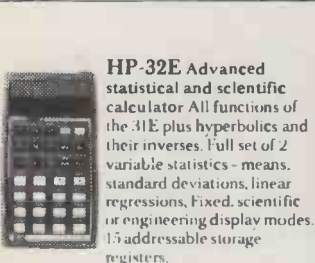 HP-32E Advanced
statistical and scientific
calculator All functions of
the 31E plus hyperbolics and
their inverses. Full set of 2
variable statistics - means,
standard deviations, linear
regressions, Fixed, scientific
or engineering display modes.
15 addressable storage
registers.